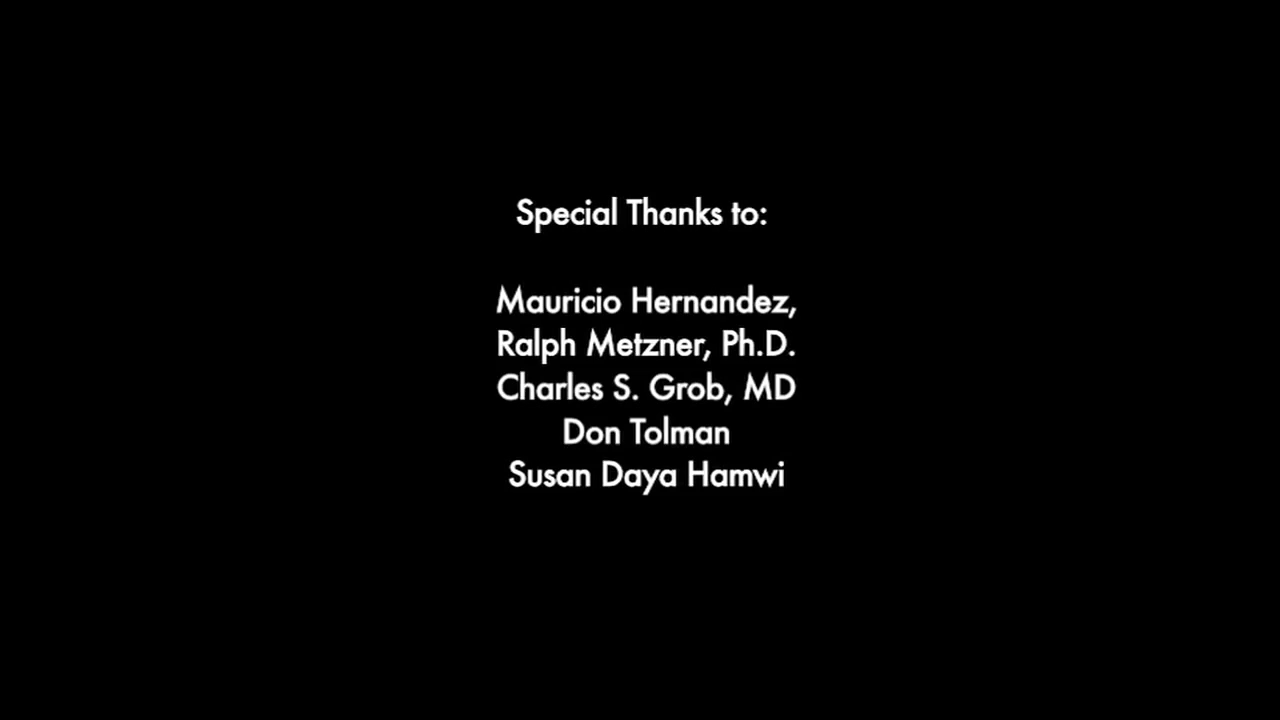 Special Thanks to:
Mauricio Hernandez,
Ralph Metzner, Ph.D.
Charles S. Grob, MD
Don Tolman
Susan Daya Hamwi